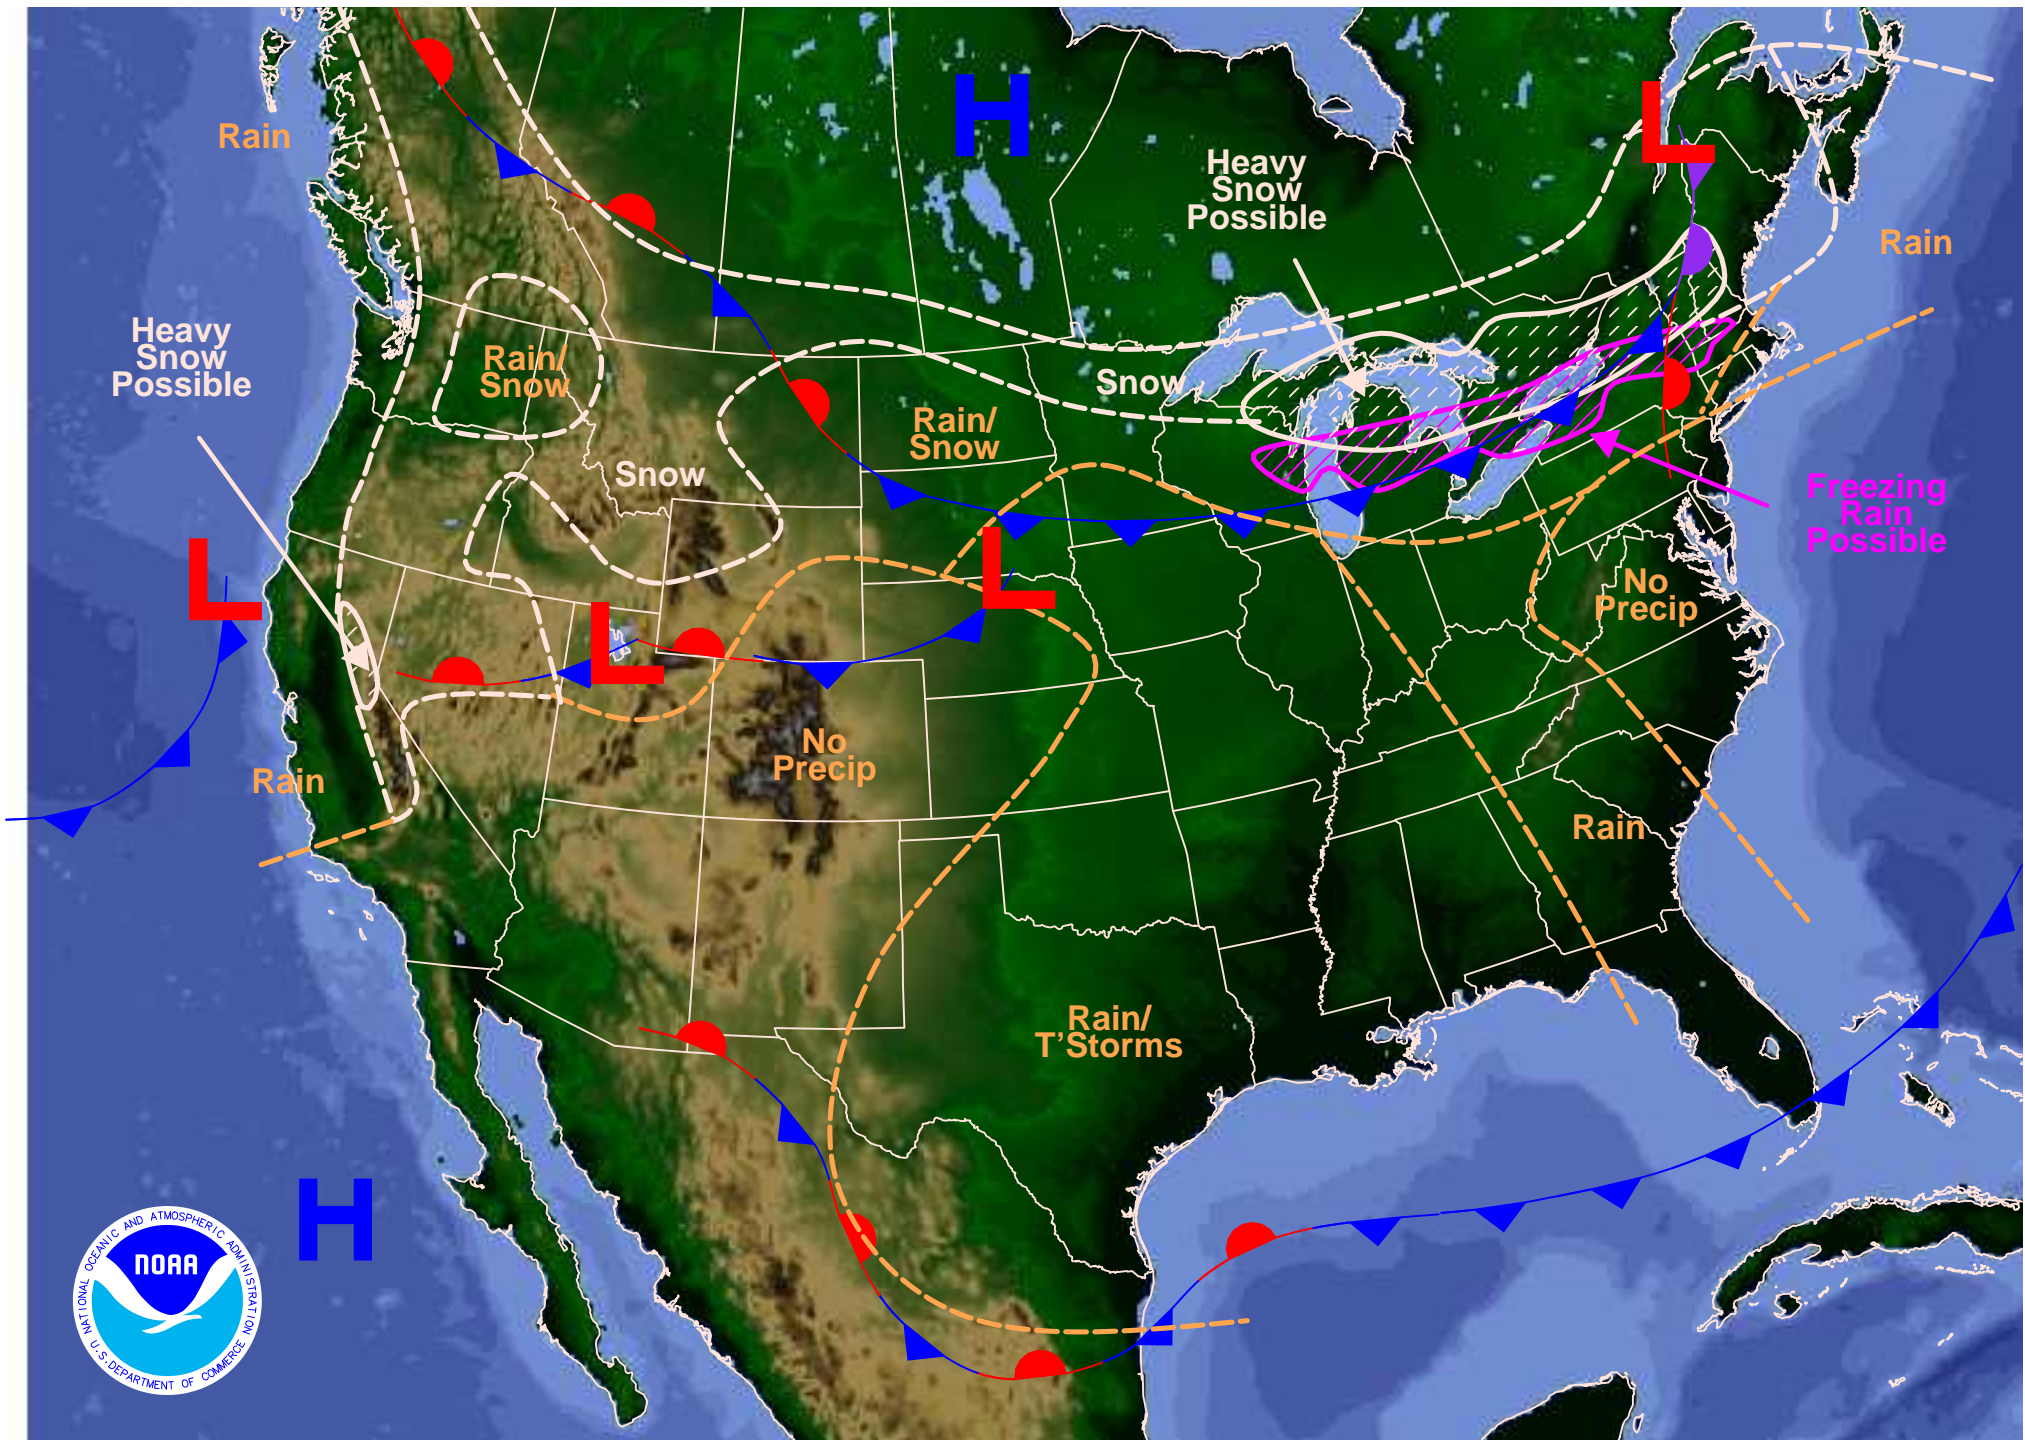 Rain
H
L
Heavy
Snow
Possible
Rain
Heavy
Snow
Possible
Rain/
Snow
Snow
Rain/
Snow
Snow
Freezing
Rain
Possible
L
L
L
No
Precip
No
Precip
Rain
Rain
Rain/
T'Storms
H
NATIONAL OCEANIC AND ATMOSPHERIC ADMINISTRATION
NOAA
U.S. DEPARTMENT OF COMMERCE